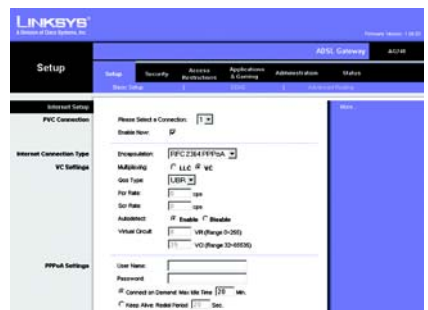 LINKSYS®
A Division of Cisco Systems, Inc.
ADSL Gateway
AG241
Setup
Setup
Security
Access Restrictions
Applications & Gaming
Administration
Status
Basic Setup
DDNS
Advanced Routing
Internet Setup
More...
PVC Connection
Please Select a Connection: 1
Enable Now:
Internet Connection Type
Encapsulation: RFC 2364 PPPoA
VC Settings
Multiplexing: LLC VC
Qos Type: UBR
Pcr Rate: cps
Scr Rate: cps
Autodetect: Enable Disable
Virtual Circuit: VPI (Range 0~255)
VCI (Range 32~65535)
PPPoA Settings
User Name:
Password:
Connect on Demand: Max Idle Time 20 Min.
Keep Alive: Redial Period Sec.